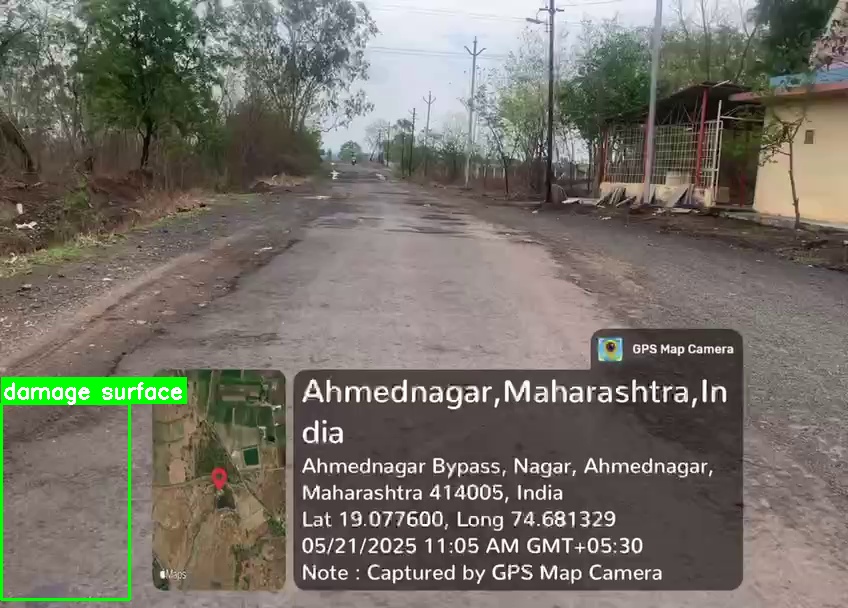 damage surface
GPS Map Camera
Ahmednagar,Maharashtra,In
dia
Ahmednagar Bypass, Nagar, Ahmednagar,
Maharashtra 414005, India
Lat 19.077600, Long 74.681329
05/21/2025 11:05 AM GMT+05:30
Note : Captured by GPS Map Camera
Maps